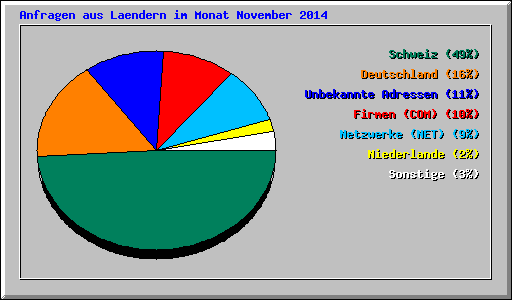 Anfragen aus Laendern im Monat November 2014
Schweiz (49%)
Deutschland (16%)
Unbekannte Adressen (11%)
Firmen (COM) (10%)
Netzwerke (NET) (9%)
Niederlande (2%)
Sonstige (3%)